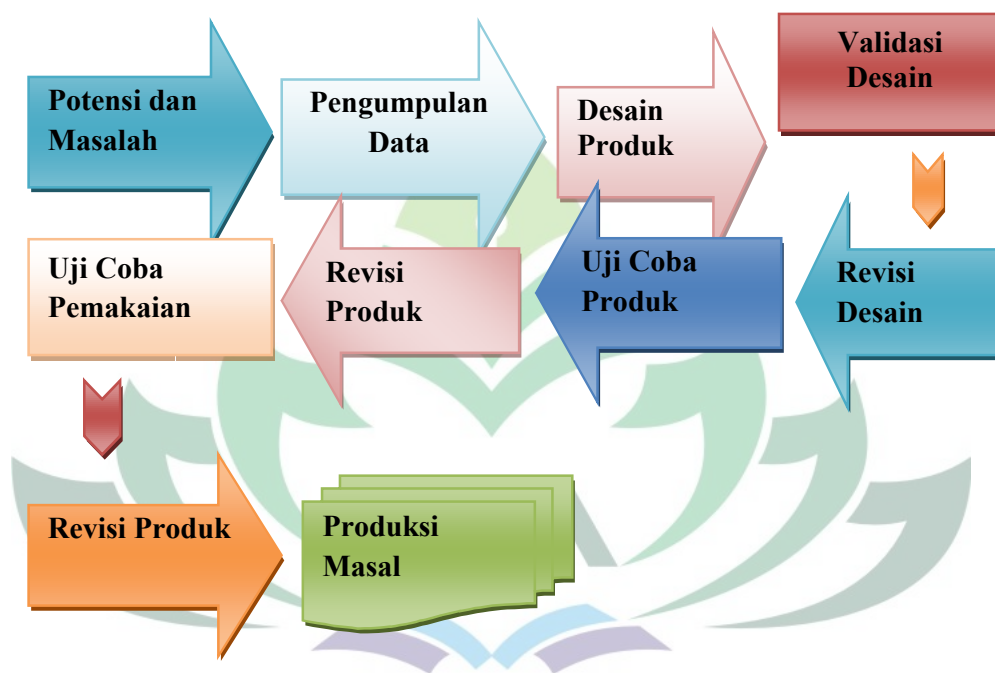 Potensi dan
Masalah
Pengumpulan
Data
Desain
Produk
Validasi
Desain
Revisi
Desain
Uji Coba
Produk
Revisi
Produk
Uji Coba
Pemakaian
Revisi Produk
Produksi
Masal